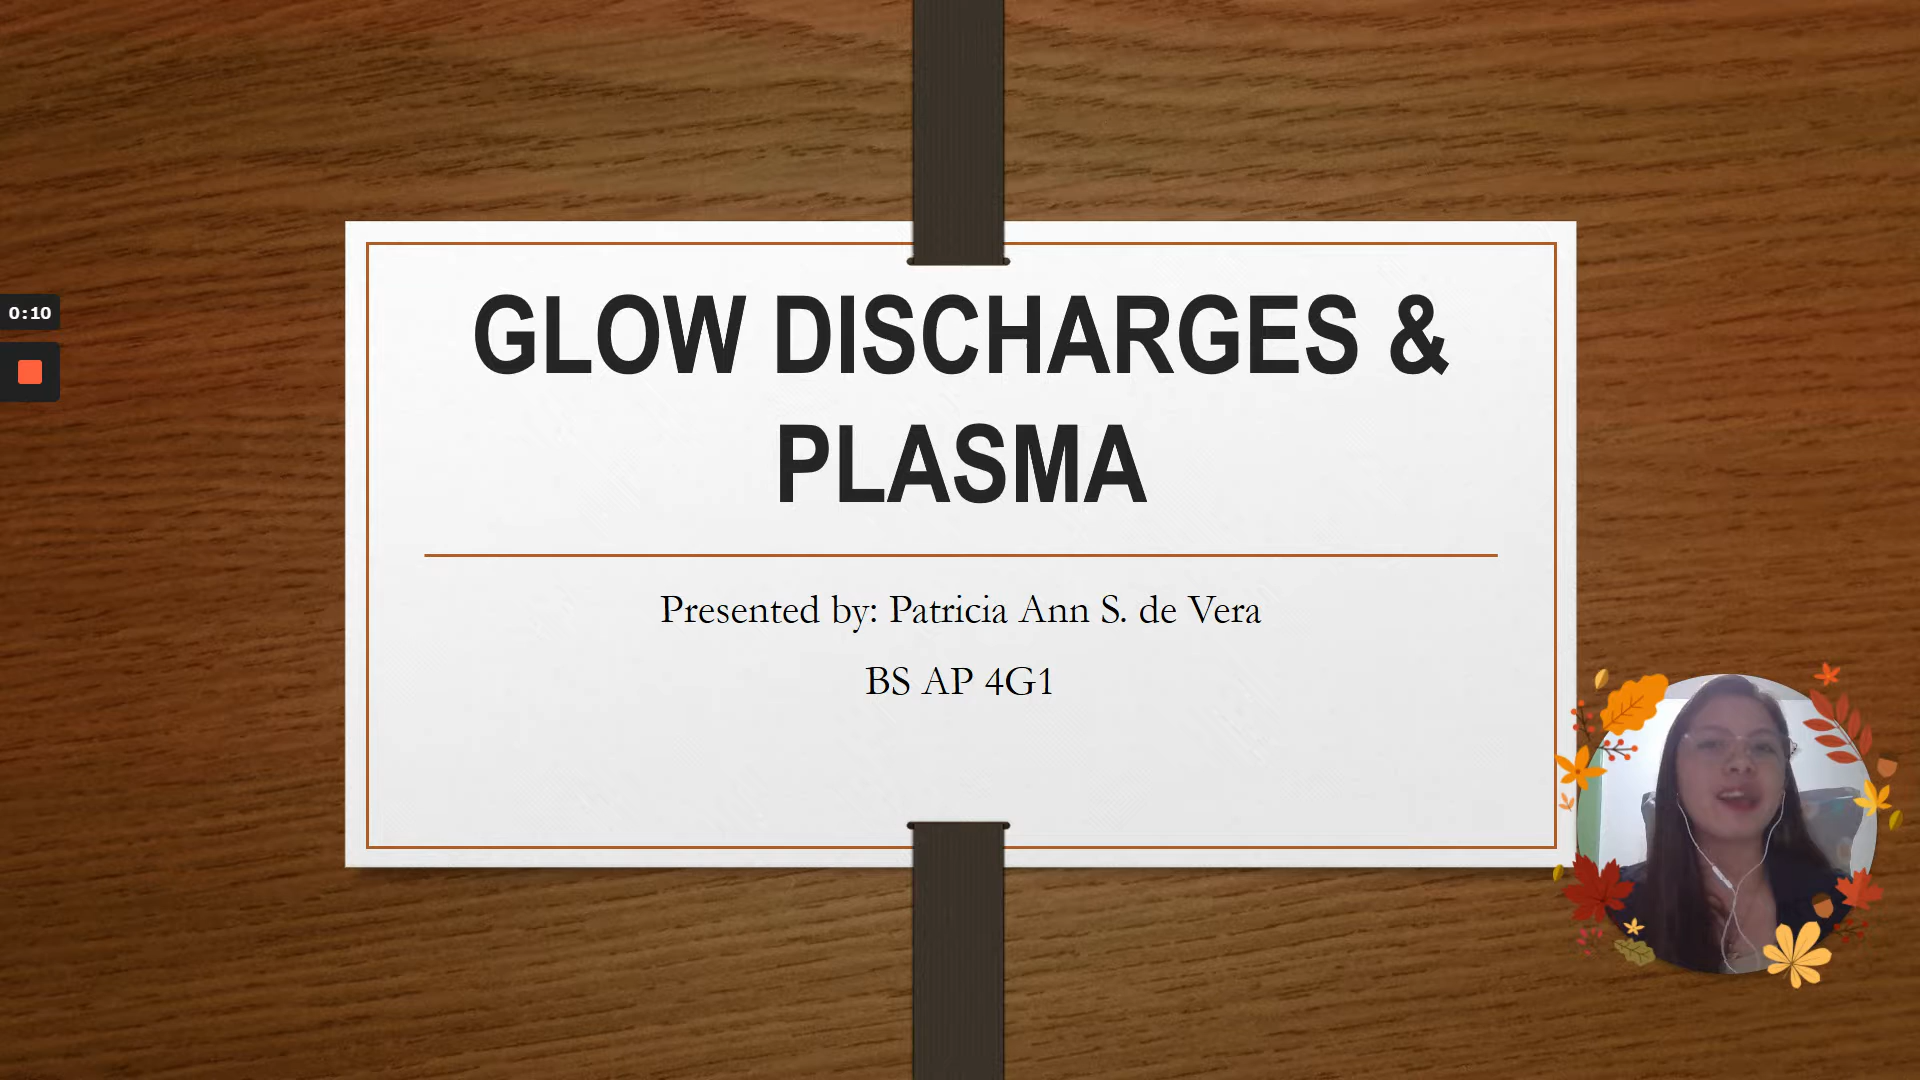 0:10
GLOW DISCHARGES &
PLASMA
Presented by: Patricia Ann S. de Vera
BS AP 4G1